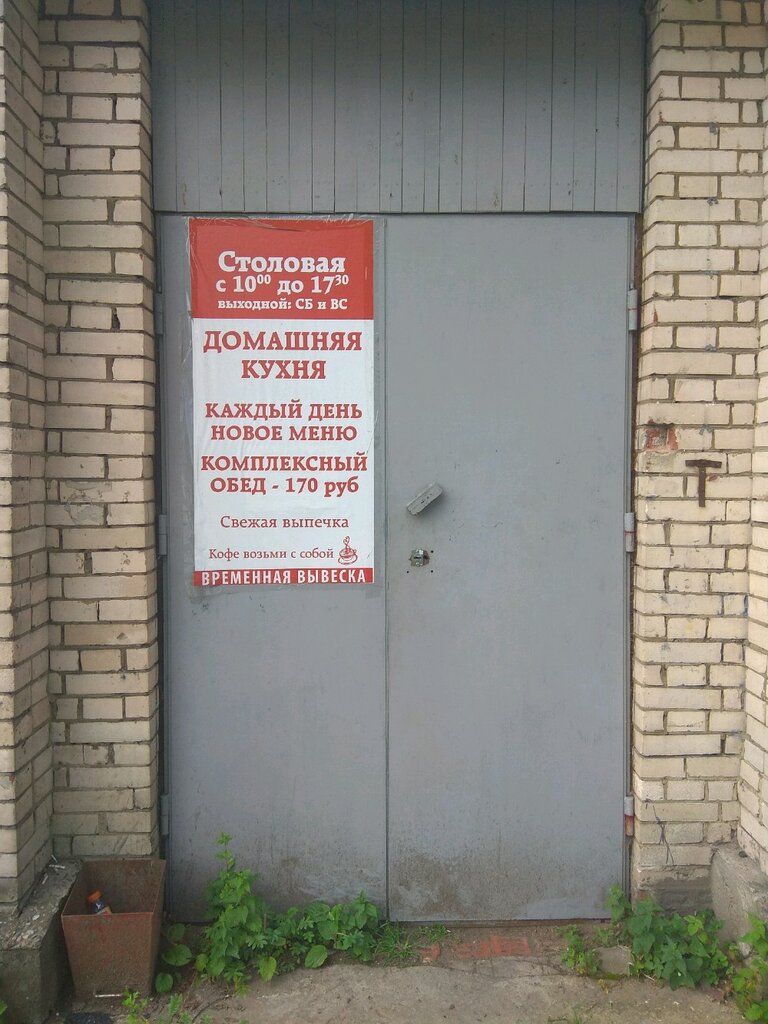 Столовая
с 10⁰⁰ до 17³⁰
выходной: СБ и ВС
ДОМАШНЯЯ
КУХНЯ
КАЖДЫЙ ДЕНЬ
НОВОЕ МЕНЮ
КОМПЛЕКСНЫЙ
ОБЕД - 170 руб
Свежая выпечка
Кофе возьми с собой
ВРЕМЕННАЯ ВЫВЕСКА